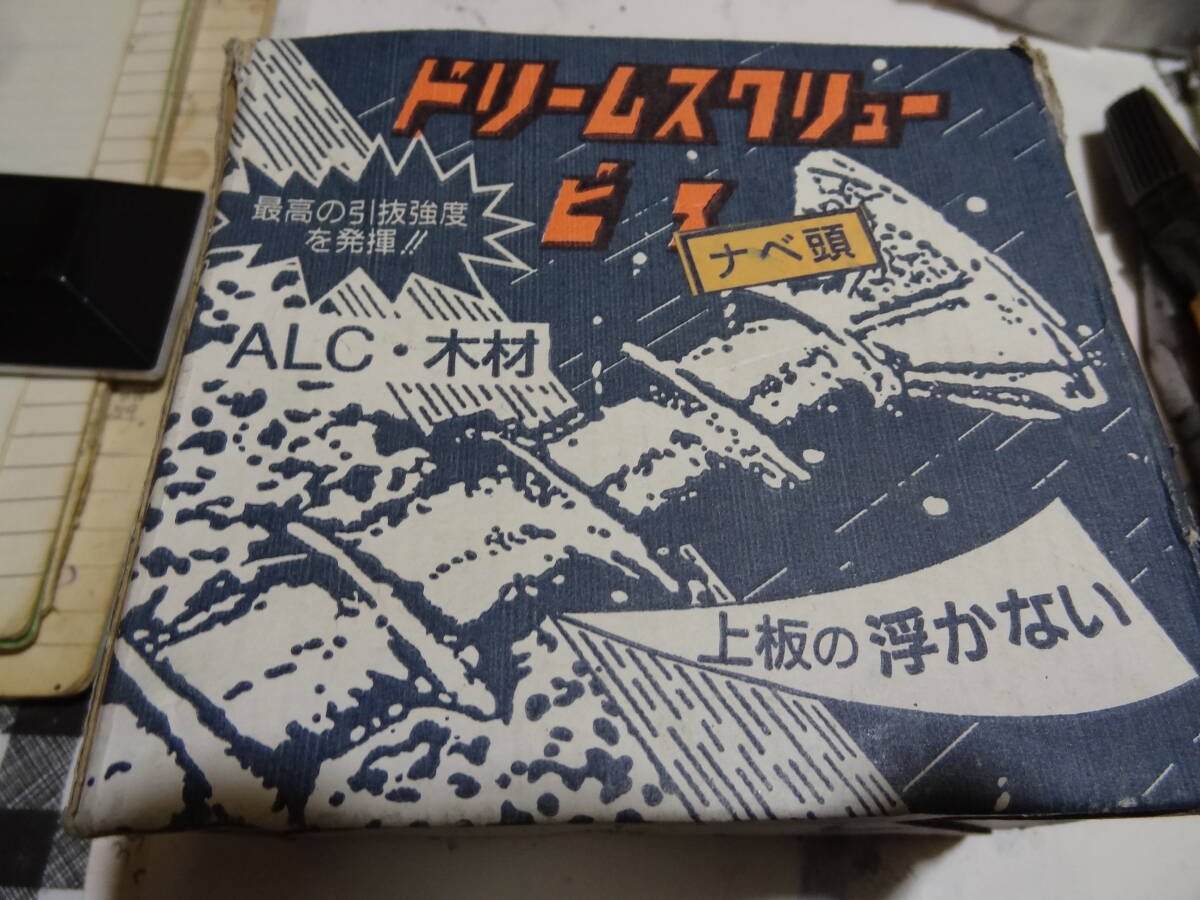 ドリームスクリュー
ビス
ナベ頭
最高の引抜強度
を発揮!!
ALC・木材
上板の浮かない